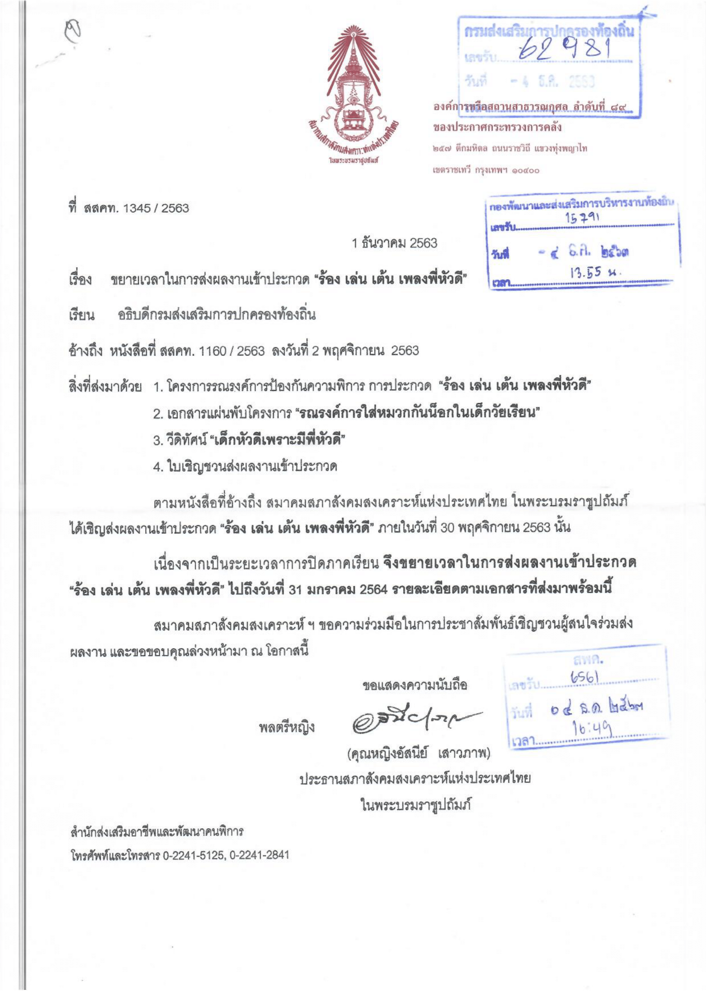 กรมส่งเสริมการปกครองท้องถิ่น
เลขรับ 62981
วันที่ - 4 ธ.ค. 2563
สมาคมสภาสังคมสงเคราะห์แห่งประเทศไทย
ในพระบรมราชูปถัมภ์
องค์การหรือสถานสาธารณกุศล ลำดับที่ ๘๙
ของประกาศกระทรวงการคลัง
๒๕๗ ตึกมหิดล ถนนราชวิถี แขวงทุ่งพญาไท
เขตราชเทวี กรุงเทพฯ ๑๐๔๐๐
ที่ สสคท. 1345 / 2563
กองพัฒนาและส่งเสริมการบริหารงานท้องถิ่น
เลขรับ 15791
วันที่ - ๔ ธ.ค. ๒๕๖๓
เวลา 13.55 น.
1 ธันวาคม 2563
เรื่อง ขยายเวลาในการส่งผลงานเข้าประกวด “ร้อง เล่น เต้น เพลงพี่หัวดี”
เรียน อธิบดีกรมส่งเสริมการปกครองท้องถิ่น
อ้างถึง หนังสือที่ สสคท. 1160 / 2563 ลงวันที่ 2 พฤศจิกายน 2563
สิ่งที่ส่งมาด้วย 1. โครงการรณรงค์การป้องกันความพิการ การประกวด “ร้อง เล่น เต้น เพลงพี่หัวดี”
2. เอกสารแผ่นพับโครงการ “รณรงค์การใส่หมวกกันน็อกในเด็กวัยเรียน”
3. วีดิทัศน์ “เด็กหัวดีเพราะมีพี่หัวดี”
4. ใบเชิญชวนส่งผลงานเข้าประกวด
ตามหนังสือที่อ้างถึง สมาคมสภาสังคมสงเคราะห์แห่งประเทศไทย ในพระบรมราชูปถัมภ์
ได้เชิญส่งผลงานเข้าประกวด “ร้อง เล่น เต้น เพลงพี่หัวดี” ภายในวันที่ 30 พฤศจิกายน 2563 นั้น
เนื่องจากเป็นระยะเวลาการปิดภาคเรียน จึงขยายเวลาในการส่งผลงานเข้าประกวด
“ร้อง เล่น เต้น เพลงพี่หัวดี” ไปถึงวันที่ 31 มกราคม 2564 รายละเอียดตามเอกสารที่ส่งมาพร้อมนี้
สมาคมสภาสังคมสงเคราะห์ ฯ ขอความร่วมมือในการประชาสัมพันธ์เชิญชวนผู้สนใจร่วมส่ง
ผลงาน และขอขอบคุณล่วงหน้ามา ณ โอกาสนี้
สพค.
เลขรับ 6561
วันที่ ๐๔ ธ.ค. ๒๕๖๓
เวลา 16:49
ขอแสดงความนับถือ
พลตรีหญิง
(คุณหญิงอัสนีย์ เสาวภาพ)
ประธานสภาสังคมสงเคราะห์แห่งประเทศไทย
ในพระบรมราชูปถัมภ์
สำนักส่งเสริมอาชีพและพัฒนาคนพิการ
โทรศัพท์และโทรสาร 0-2241-5125, 0-2241-2841